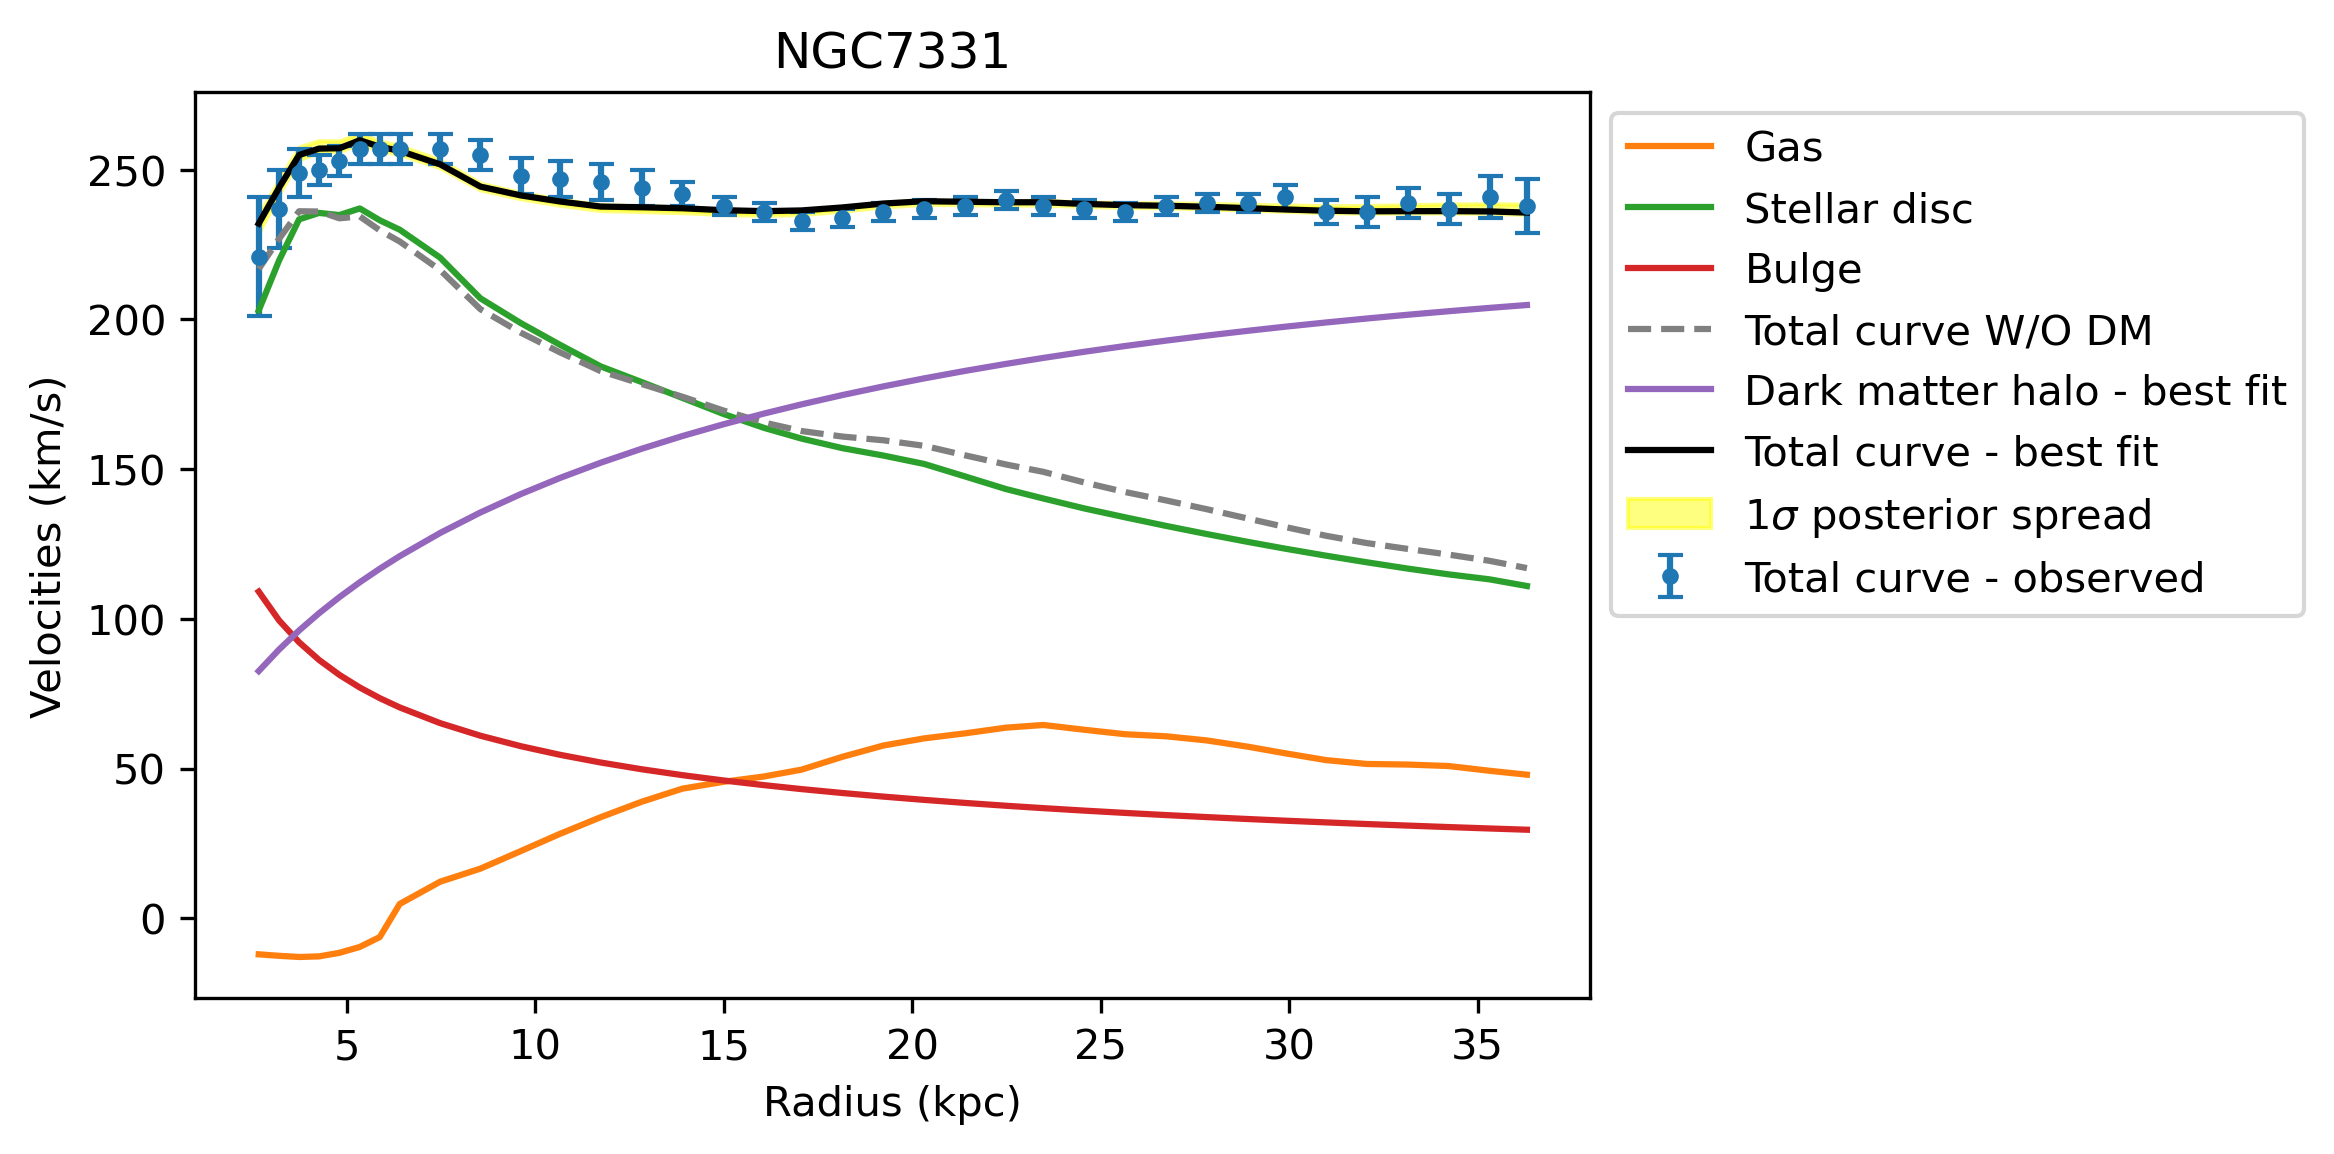 NGC7331
Velocities (km/s)
250
200
150
100
50
0
5 10 15 20 25 30 35
Radius (kpc)
Gas
Stellar disc
Bulge
Total curve W/O DM
Dark matter halo - best fit
Total curve - best fit
1σ posterior spread
Total curve - observed